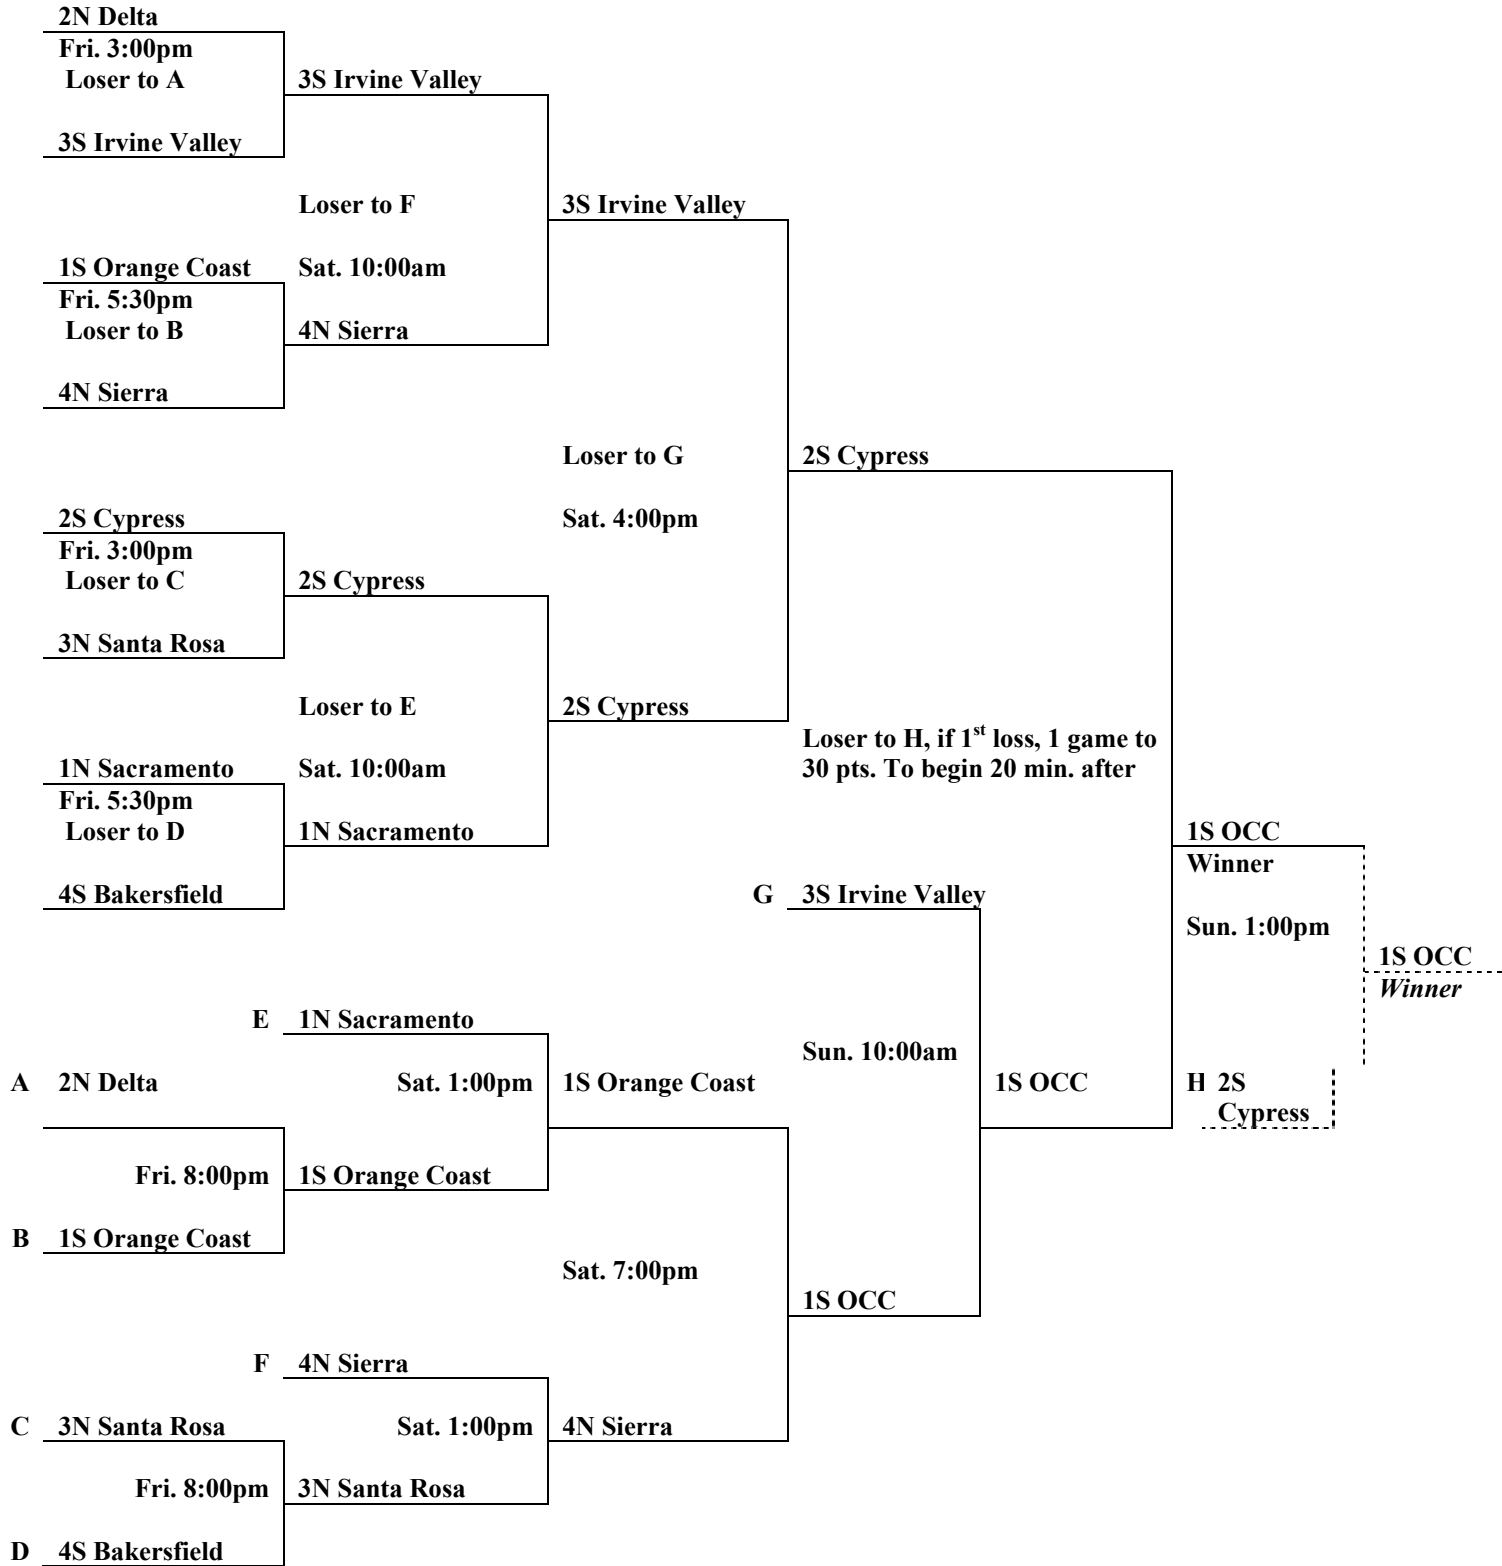 2N Delta
Fri. 3:00pm
Loser to A
3S Irvine Valley
3S Irvine Valley
Loser to F
3S Irvine Valley
1S Orange Coast
Sat. 10:00am
Fri. 5:30pm
Loser to B
4N Sierra
4N Sierra
Loser to G
2S Cypress
2S Cypress
Sat. 4:00pm
Fri. 3:00pm
Loser to C
2S Cypress
3N Santa Rosa
Loser to E
2S Cypress
Loser to H, if 1st loss, 1 game to
30 pts. To begin 20 min. after
1N Sacramento
Sat. 10:00am
Fri. 5:30pm
Loser to D
1N Sacramento
1S OCC
Winner
4S Bakersfield
G 3S Irvine Valley
Sun. 1:00pm
1S OCC
Winner
E 1N Sacramento
Sun. 10:00am
A 2N Delta
Sat. 1:00pm
1S Orange Coast
1S OCC
H 2S
Cypress
Fri. 8:00pm
1S Orange Coast
B 1S Orange Coast
Sat. 7:00pm
1S OCC
F 4N Sierra
C 3N Santa Rosa
Sat. 1:00pm
4N Sierra
Fri. 8:00pm
3N Santa Rosa
D 4S Bakersfield